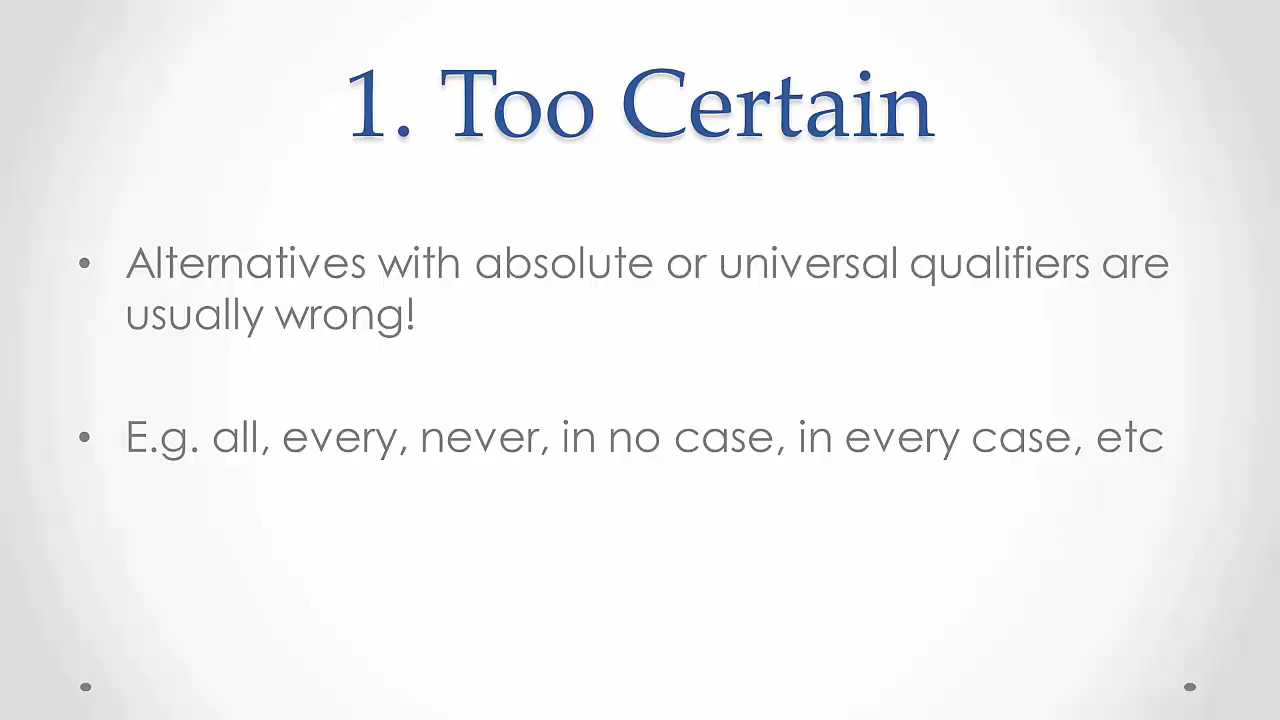 1. Too Certain
• Alternatives with absolute or universal qualifiers are
usually wrong!
• E.g. all, every, never, in no case, in every case, etc